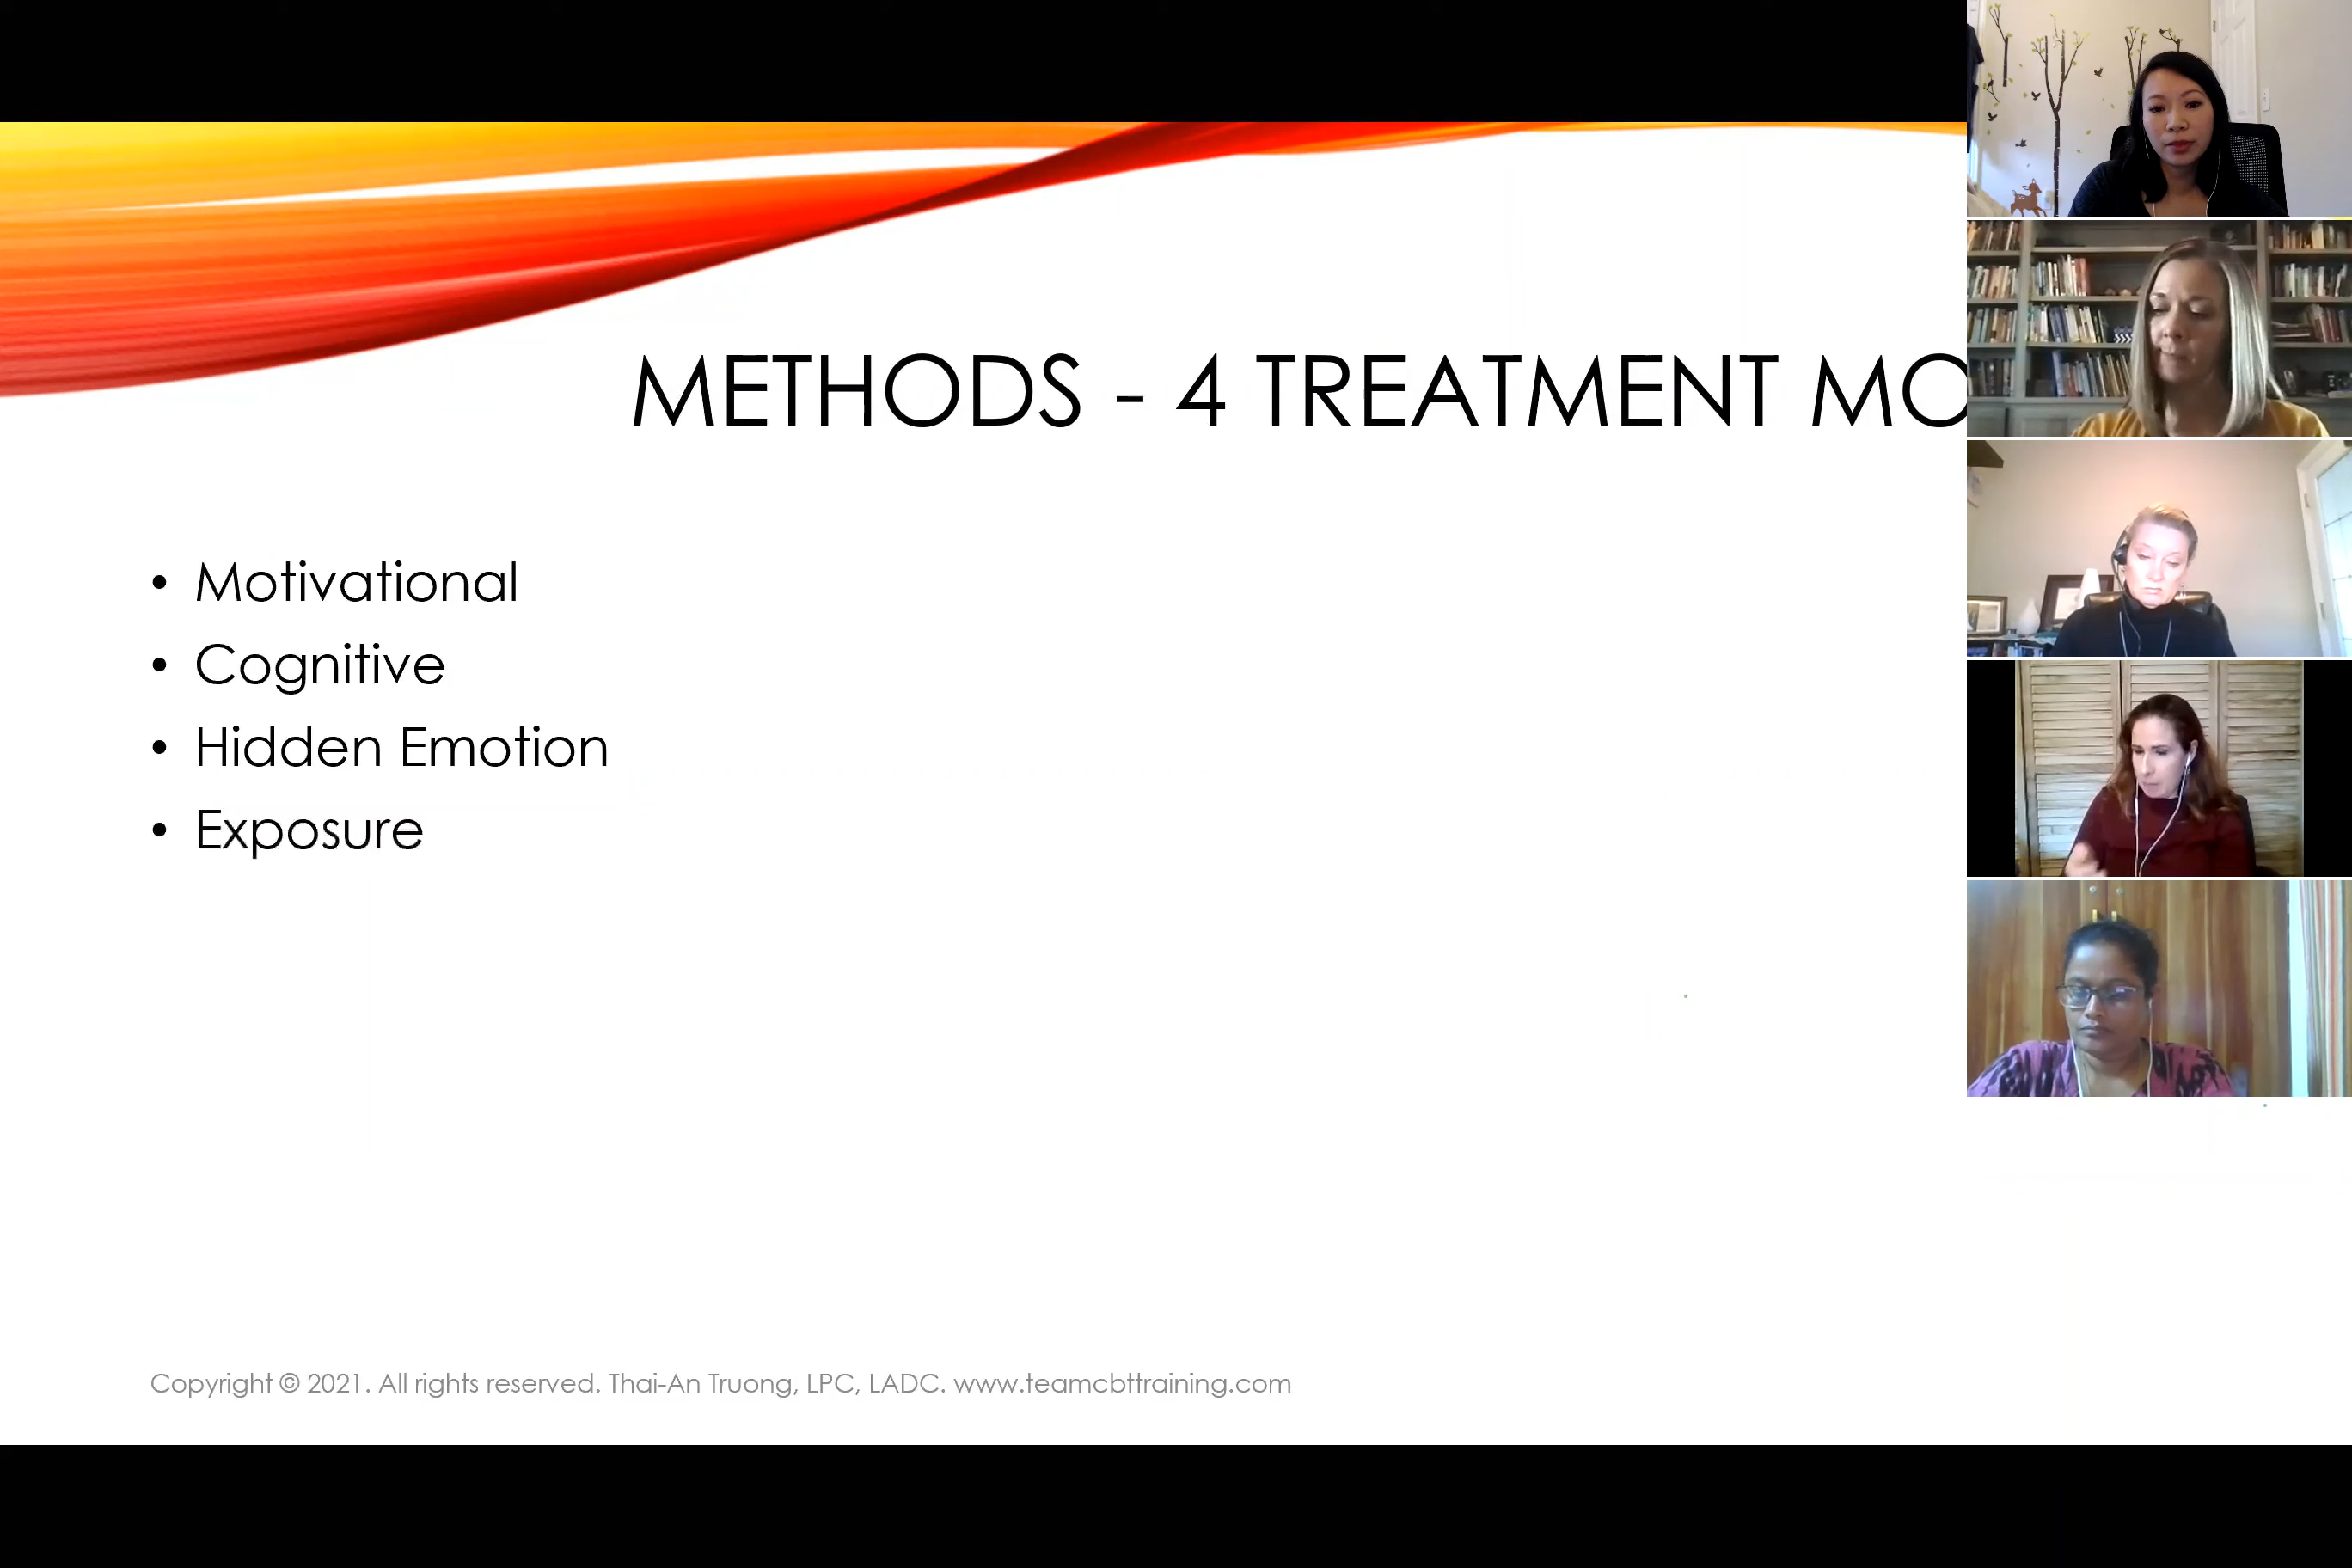 METHODS - 4 TREATMENT MO
• Motivational
• Cognitive
• Hidden Emotion
• Exposure
Copyright © 2021. All rights reserved. Thai-An Truong, LPC, LADC. www.teamcbttraining.com